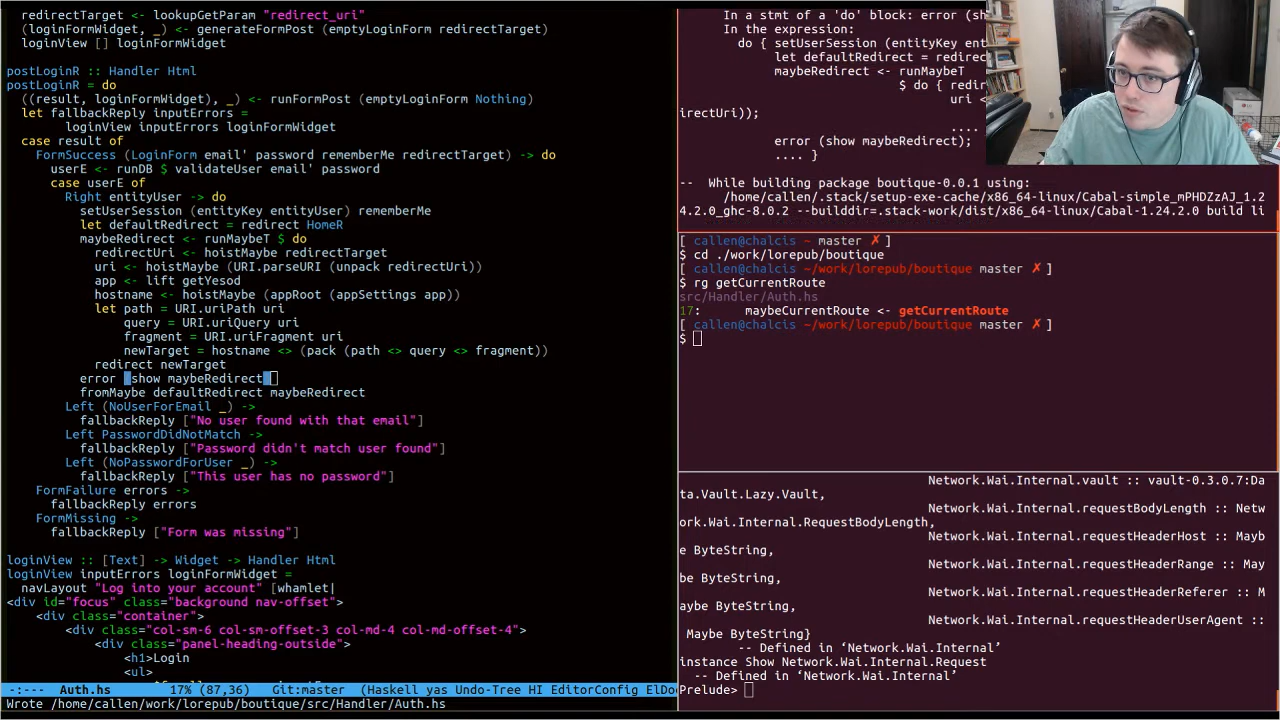 redirectTarget <- lookupGetParam "redirect_uri"
(loginFormWidget, _) <- generateFormPost (emptyLoginForm redirectTarget)
loginView [] loginFormWidget
postLoginR :: Handler Html
postLoginR = do
((result, loginFormWidget), _) <- runFormPost (emptyLoginForm Nothing)
let fallbackReply inputErrors =
loginView inputErrors loginFormWidget
case result of
FormSuccess (LoginForm email' password rememberMe redirectTarget) -> do
userE <- runDB $ validateUser email' password
case userE of
Right entityUser -> do
setUserSession (entityKey entityUser) rememberMe
let defaultRedirect = redirect HomeR
maybeRedirect <- runMaybeT $ do
redirectUri <- hoistMaybe redirectTarget
uri <- hoistMaybe (URI.parseURI (unpack redirectUri))
app <- lift getYesod
hostname <- hoistMaybe (appRoot (appSettings app))
let path = URI.uriPath uri
query = URI.uriQuery uri
fragment = URI.uriFragment uri
newTarget = hostname <> (pack (path <> query <> fragment))
redirect newTarget
error (show maybeRedirect)
fromMaybe defaultRedirect maybeRedirect
Left (NoUserForEmail _) ->
fallbackReply ["No user found with that email"]
Left PasswordDidNotMatch ->
fallbackReply ["Password didn't match user found"]
Left (NoPasswordForUser _) ->
fallbackReply ["This user has no password"]
FormFailure errors ->
fallbackReply errors
FormMissing ->
fallbackReply ["Form was missing"]
loginView :: [Text] -> Widget -> Handler Html
loginView inputErrors loginFormWidget =
navLayout "Log into your account" [whamlet|
<div id="focus" class="background nav-offset">
<div class="container">
<div class="col-sm-6 col-sm-offset-3 col-md-4 col-md-offset-4">
<div class="panel-heading-outside">
<h1>Login
<ul>
-:--- Auth.hs 17% (87,36) Git:master (Haskell yas Undo-Tree HI EditorConfig ElDoc
Wrote /home/callen/work/lorepub/boutique/src/Handler/Auth.hs
In a stmt of a 'do' block: error (sh
In the expression:
do { setUserSession (entityKey enti
let defaultRedirect = redirec
maybeRedirect <- runMaybeT
$ do { redir
uri <
irectUri));
....
error (show maybeRedirect);
.... }
-- While building package boutique-0.0.1 using:
/home/callen/.stack/setup-exe-cache/x86_64-linux/Cabal-simple_mPHDZzAJ_1.2
4.2.0_ghc-8.0.2 --builddir=.stack-work/dist/x86_64-linux/Cabal-1.24.2.0 build li
[ callen@chalcis ~ master ✗ ]
$ cd ./work/lorepub/boutique
[ callen@chalcis ~/work/lorepub/boutique master ✗ ]
$ rg getCurrentRoute
src/Handler/Auth.hs
17: maybeCurrentRoute <- getCurrentRoute
[ callen@chalcis ~/work/lorepub/boutique master ✗ ]
$
Network.Wai.Internal.vault :: vault-0.3.0.7:Da
ta.Vault.Lazy.Vault,
Network.Wai.Internal.requestBodyLength :: Netw
ork.Wai.Internal.RequestBodyLength,
Network.Wai.Internal.requestHeaderHost :: Mayb
e ByteString,
Network.Wai.Internal.requestHeaderRange :: May
be ByteString,
Network.Wai.Internal.requestHeaderReferer :: M
aybe ByteString,
Network.Wai.Internal.requestHeaderUserAgent ::
Maybe ByteString}
-- Defined in ‘Network.Wai.Internal’
instance Show Network.Wai.Internal.Request
-- Defined in ‘Network.Wai.Internal’
Prelude>